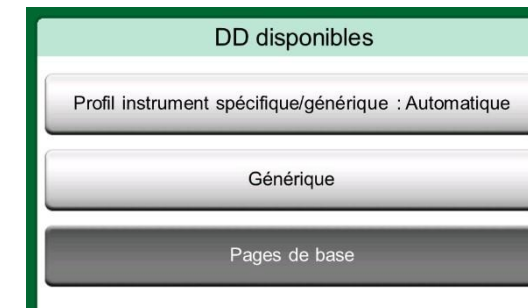 DD disponibles
Profil instrument spécifique/générique : Automatique
Générique
Pages de base